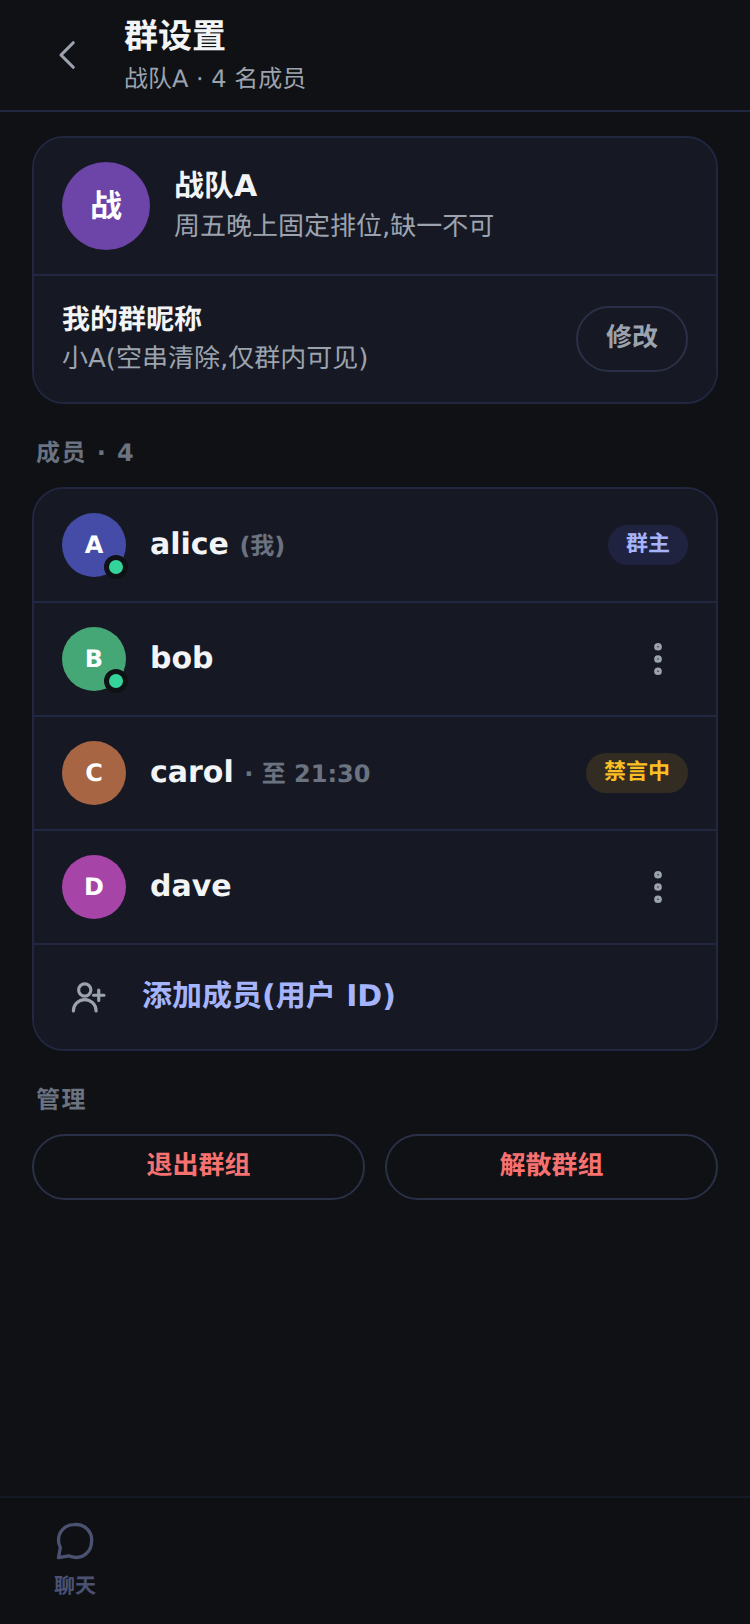 群设置
战队A · 4 名成员
战
战队A
周五晚上固定排位,缺一不可
我的群昵称
小A(空串清除,仅群内可见)
修改
成员 · 4
A
alice (我)
群主
B
bob
C
carol · 至 21:30
禁言中
D
dave
添加成员(用户 ID)
管理
退出群组
解散群组
聊天